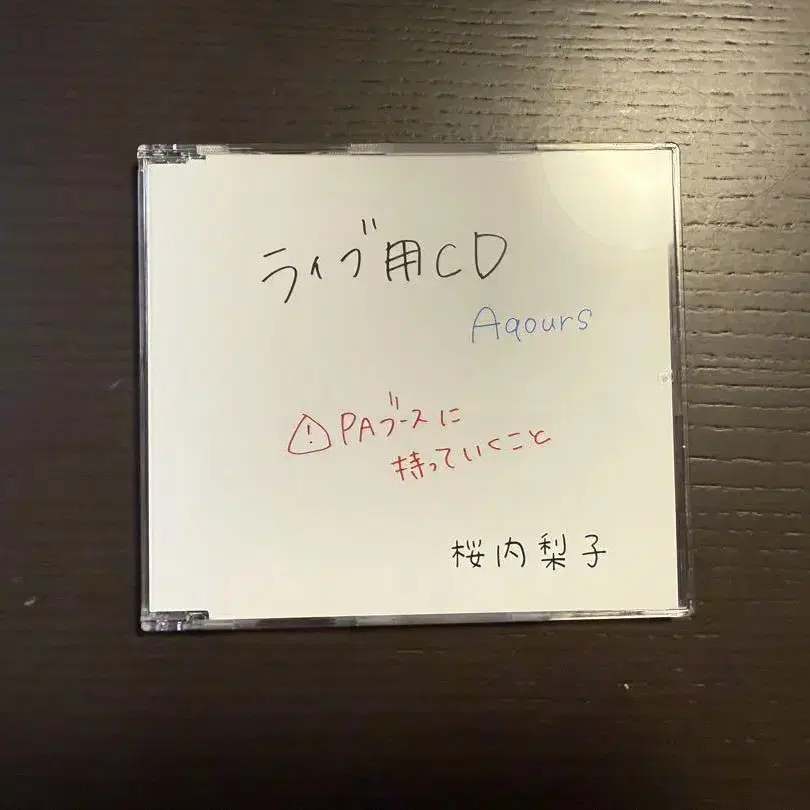 ライブ用CD
Aqours
⚠PAブースに
持っていくこと
桜内梨子